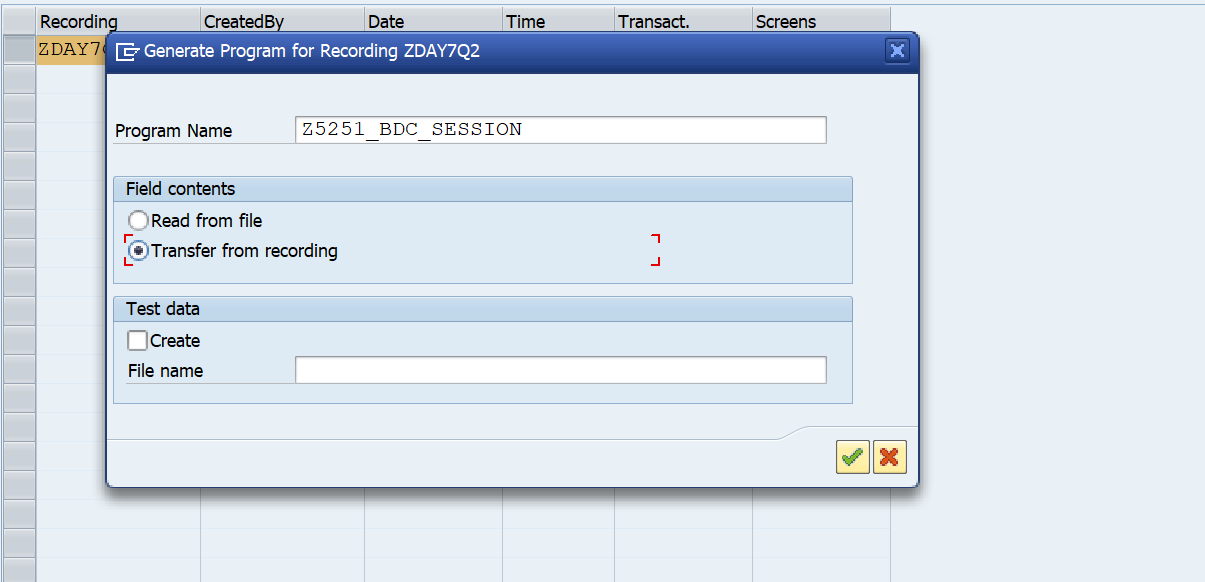 Recording CreatedBy Date Time Transact. Screens
ZDAY7
Generate Program for Recording ZDAY7Q2
Program Name Z5251_BDC_SESSION
Field contents
Read from file
Transfer from recording
Test data
Create
File name